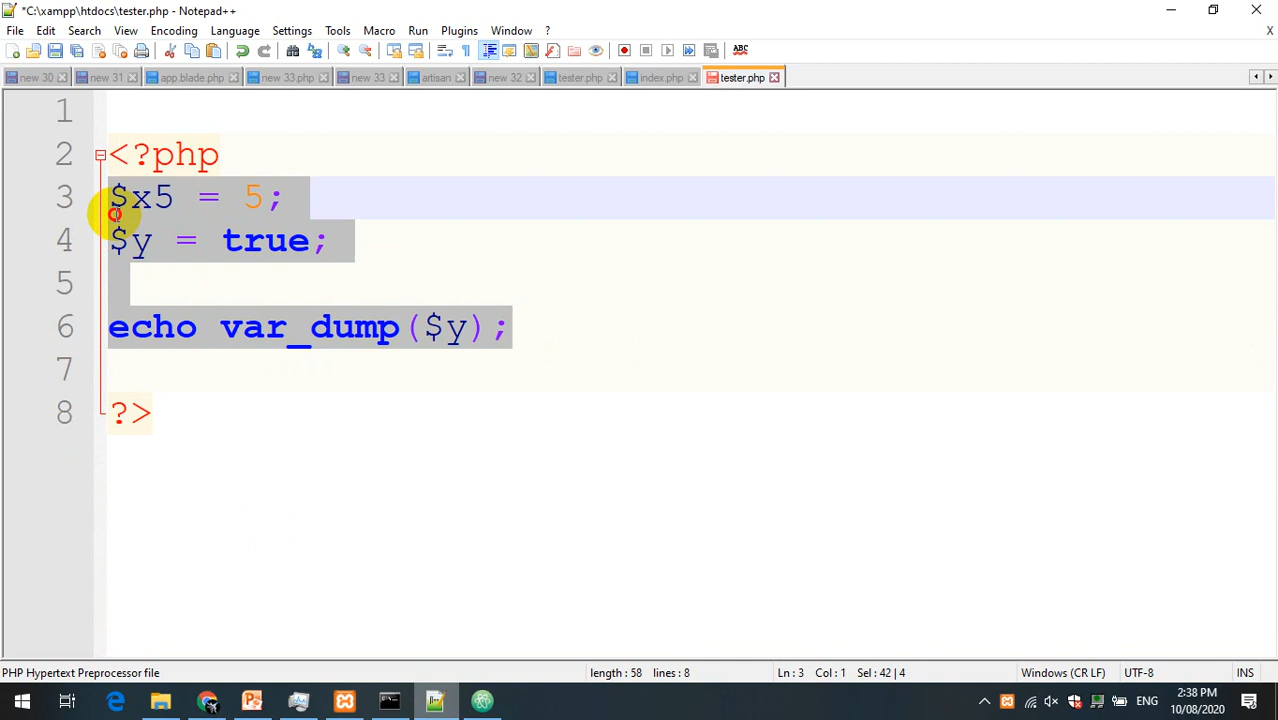 *C:\xampp\htdocs\tester.php - Notepad++
File Edit Search View Encoding Language Settings Tools Macro Run Plugins Window ? X
ABC
new 30 new 31 app.blade.php new 33.php new 33 artisan new 32 tester.php index.php tester.php
1
2 <?php
3 $x5 = 5;
4 $y = true;
5
6 echo var_dump($y);
7
8 ?>
PHP Hypertext Preprocessor file length : 58 lines : 8 Ln : 3 Col : 1 Sel : 42 | 4 Windows (CR LF) UTF-8 INS
ENG 2:38 PM
10/08/2020